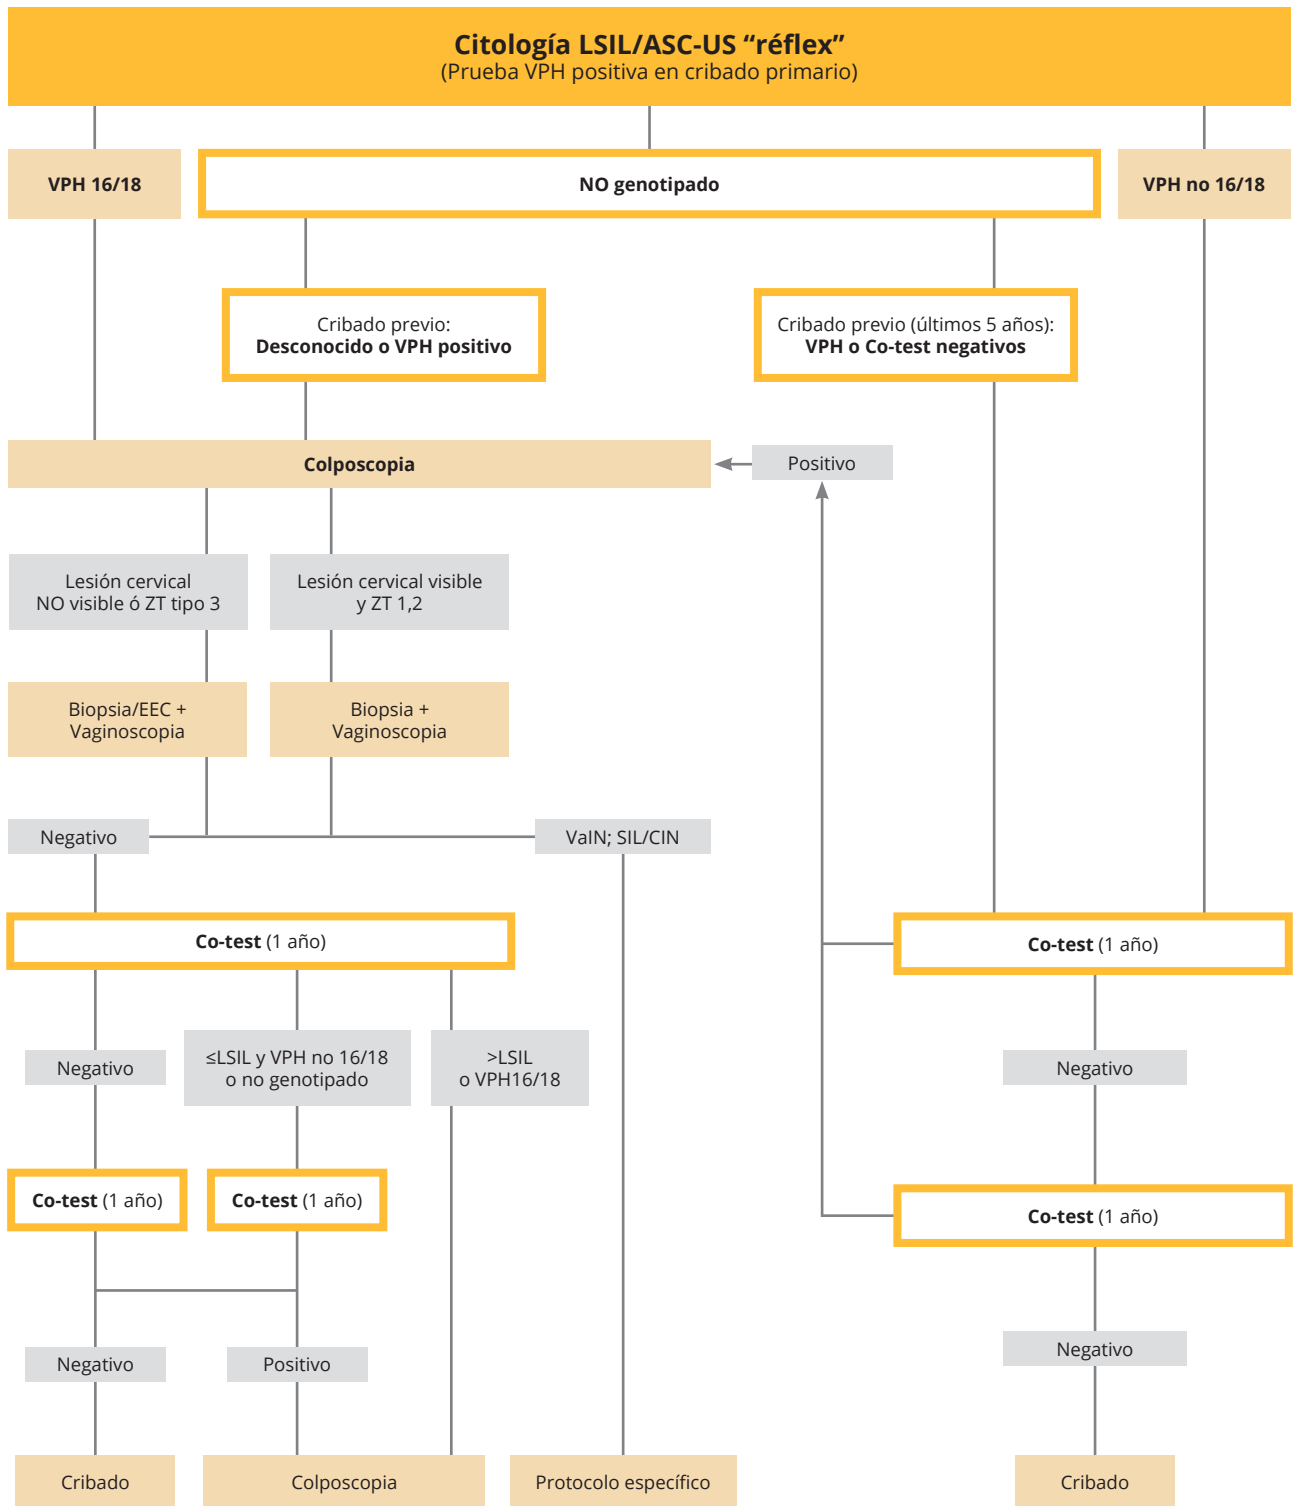 Citología LSIL/ASC-US “réflex”
(Prueba VPH positiva en cribado primario)
VPH 16/18
NO genotipado
VPH no 16/18
Cribado previo:
Desconocido o VPH positivo
Cribado previo (últimos 5 años):
VPH o Co-test negativos
Colposcopia
Positivo
Lesión cervical
NO visible ó ZT tipo 3
Lesión cervical visible
y ZT 1,2
Biopsia/EEC +
Vaginoscopia
Biopsia +
Vaginoscopia
Negativo
VaIN; SIL/CIN
Co-test (1 año)
Co-test (1 año)
Negativo
≤LSIL y VPH no 16/18
o no genotipado
>LSIL
o VPH16/18
Negativo
Co-test (1 año)
Co-test (1 año)
Co-test (1 año)
Negativo
Positivo
Negativo
Cribado
Colposcopia
Protocolo específico
Cribado